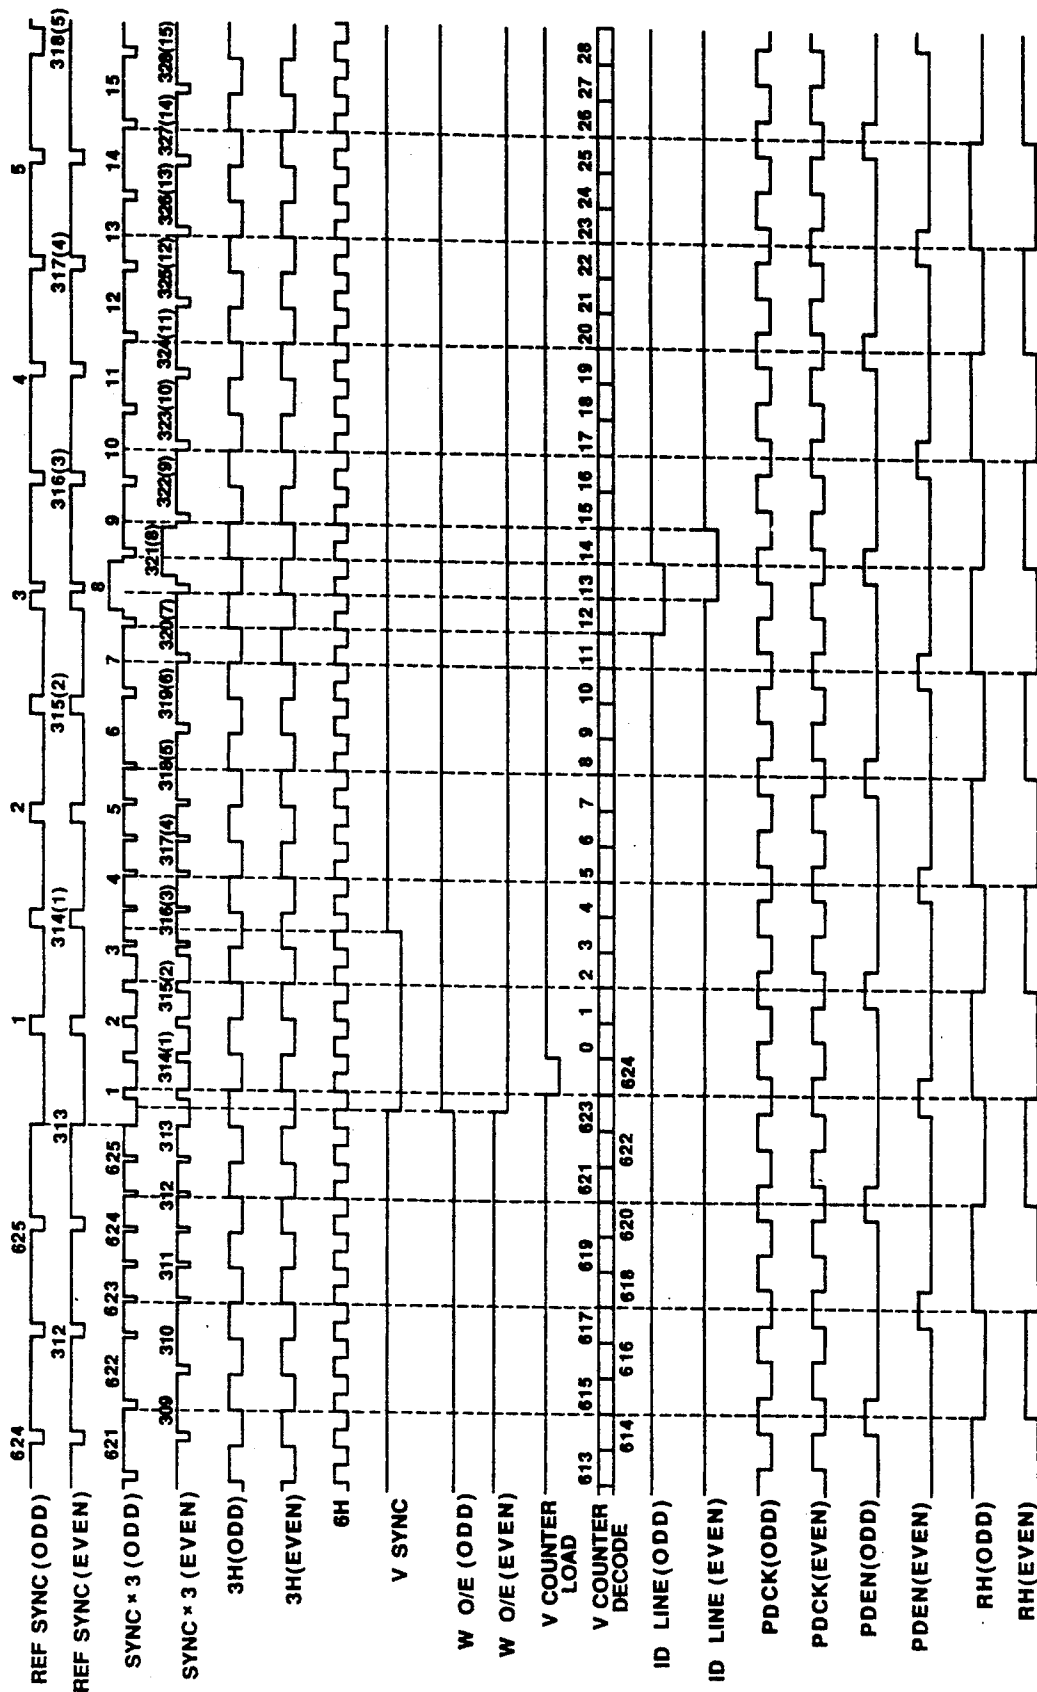 REF SYNC (ODD) 624 625 1 2 3 4 5
REF SYNC (EVEN) 312 313 314(1) 315(2) 316(3) 317(4) 318(5)
SYNC × 3 (ODD) 621 622 623 624 625 1 2 3 4 5 6 7 8 9 10 11 12 13 14 15
SYNC × 3 (EVEN) 309 310 311 312 313 314(1) 315(2) 316(3) 317(4) 318(5) 319(6) 320(7) 321(8) 322(9) 323(10) 324(11) 325(12) 326(13) 327(14) 328(15)
3H(ODD)
3H(EVEN)
6H
V SYNC
W O/E (ODD)
W O/E (EVEN)
V COUNTER
LOAD
V COUNTER
DECODE
613 615 617 619 621 623 0 1 2 3 4 5 6 7 8 9 10 11 12 13 14 15 16 17 18 19 20 21 22 23 24 25 26 27 28
614 616 618 620 622 624
ID LINE (ODD)
ID LINE (EVEN)
PDCK(ODD)
PDCK(EVEN)
PDEN(ODD)
PDEN(EVEN)
RH(ODD)
RH(EVEN)